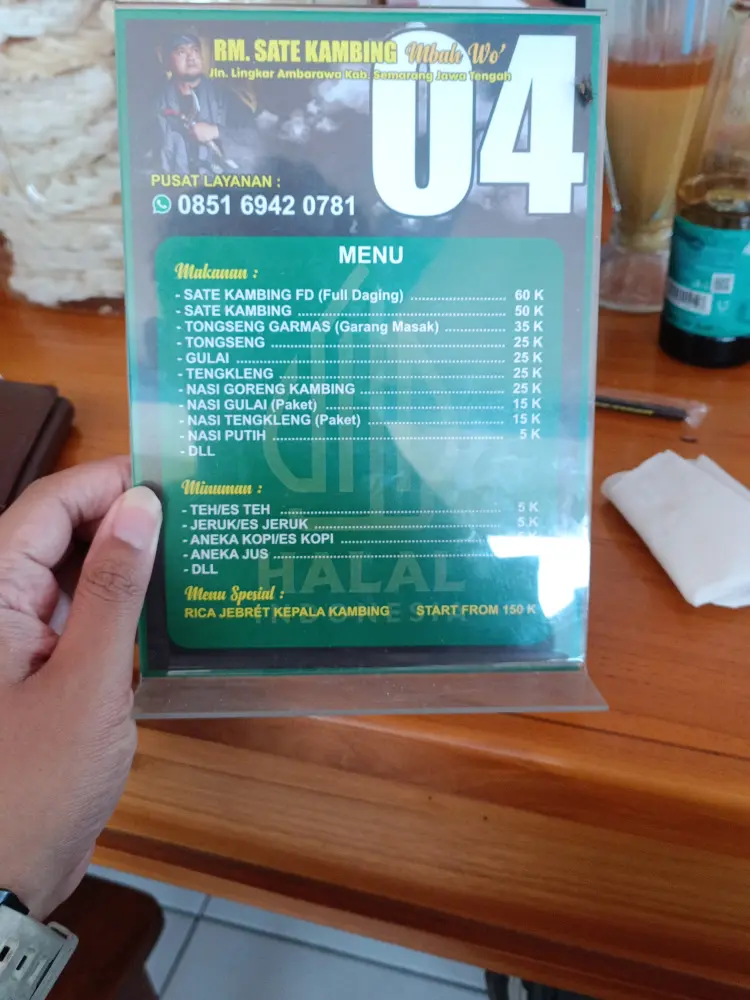 RM. SATE KAMBING Mbah Wo'
Jln. Lingkar Ambarawa Kab. Semarang Jawa Tengah
04
PUSAT LAYANAN :
0851 6942 0781
MENU
Makanan :
- SATE KAMBING FD (Full Daging) ........................ 60 K
- SATE KAMBING ........................ 50 K
- TONGSENG GARMAS (Garang Masak) ............... 35 K
- TONGSENG ........................ 25 K
- GULAI ........................ 25 K
- TENGKLENG ........................ 25 K
- NASI GORENG KAMBING ........................ 25 K
- NASI GULAI (Paket) ........................ 15 K
- NASI TENGKLENG (Paket) ........................ 15 K
- NASI PUTIH ........................ 5 K
- DLL
Minuman :
- TEH/ES TEH ........................ 5 K
- JERUK/ES JERUK ........................ 5 K
- ANEKA KOPI/ES KOPI ........................ K
- ANEKA JUS ........................
- DLL
HALAL
INDONESIA
Menu Spesial :
RICA JEBRÉT KEPALA KAMBING START FROM 150 K